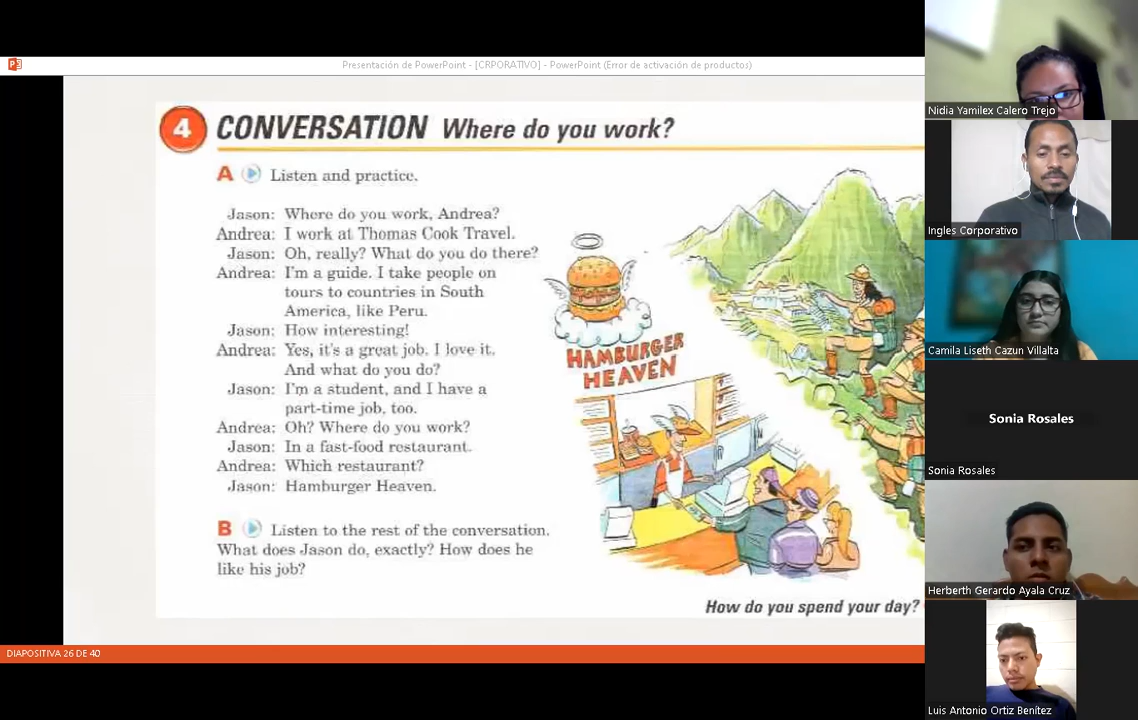 Presentación de PowerPoint - [CRPORATIVO] - PowerPoint (Error de activación de productos)
4 CONVERSATION Where do you work?
A Listen and practice.
Jason: Where do you work, Andrea?
Andrea: I work at Thomas Cook Travel.
Jason: Oh, really? What do you do there?
Andrea: I'm a guide. I take people on
tours to countries in South
America, like Peru.
Jason: How interesting!
Andrea: Yes, it's a great job. I love it.
And what do you do?
Jason: I'm a student, and I have a
part-time job, too.
Andrea: Oh? Where do you work?
Jason: In a fast-food restaurant.
Andrea: Which restaurant?
Jason: Hamburger Heaven.
B Listen to the rest of the conversation.
What does Jason do, exactly? How does he
like his job?
HAMBURGER
HEAVEN
How do you spend your day?
DIAPOSITIVA 26 DE 40
Nidia Yamilex Calero Trejo
Ingles Corporativo
Camila Liseth Cazun Villalta
Sonia Rosales
Sonia Rosales
Herberth Gerardo Ayala Cruz
Luis Antonio Ortiz Benítez